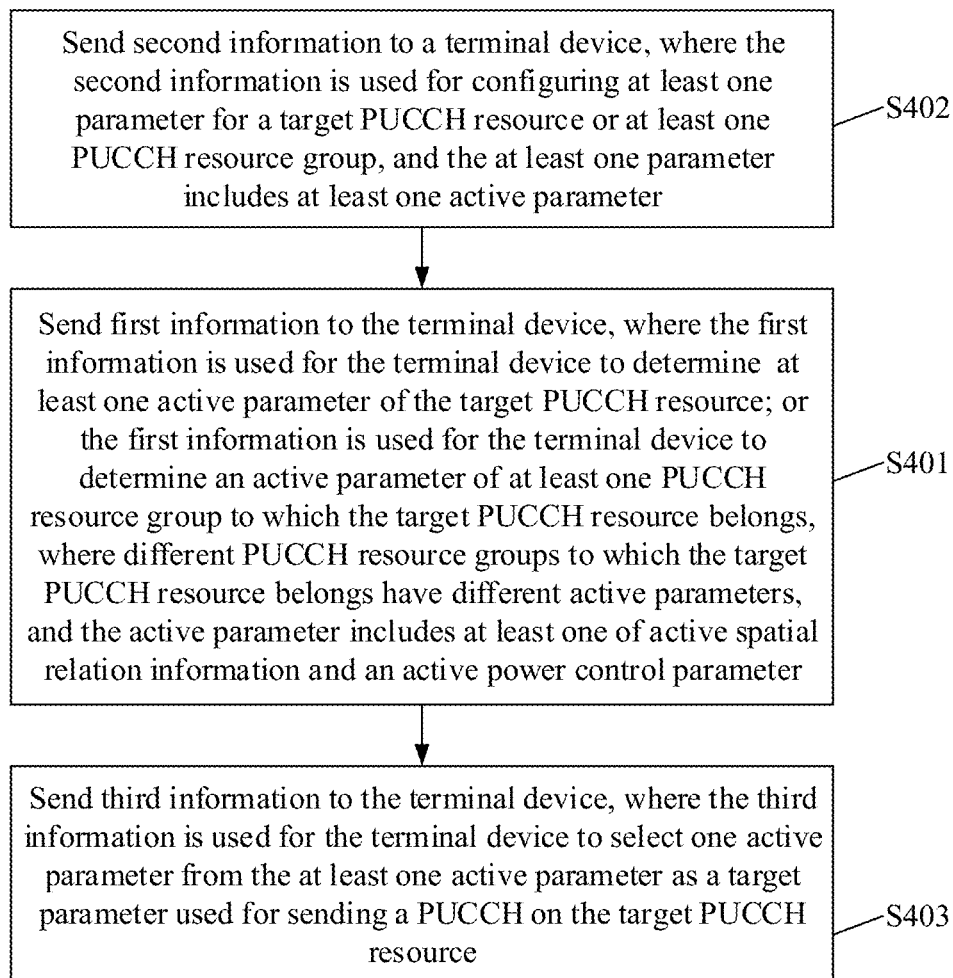 Send second information to a terminal device, where the
second information is used for configuring at least one
parameter for a target PUCCH resource or at least one
PUCCH resource group, and the at least one parameter
includes at least one active parameter
S402
Send first information to the terminal device, where the first
information is used for the terminal device to determine at
least one active parameter of the target PUCCH resource; or
the first information is used for the terminal device to
determine an active parameter of at least one PUCCH
resource group to which the target PUCCH resource belongs,
where different PUCCH resource groups to which the target
PUCCH resource belongs have different active parameters,
and the active parameter includes at least one of active spatial
relation information and an active power control parameter
S401
Send third information to the terminal device, where the third
information is used for the terminal device to select one active
parameter from the at least one active parameter as a target
parameter used for sending a PUCCH on the target PUCCH
resource
S403